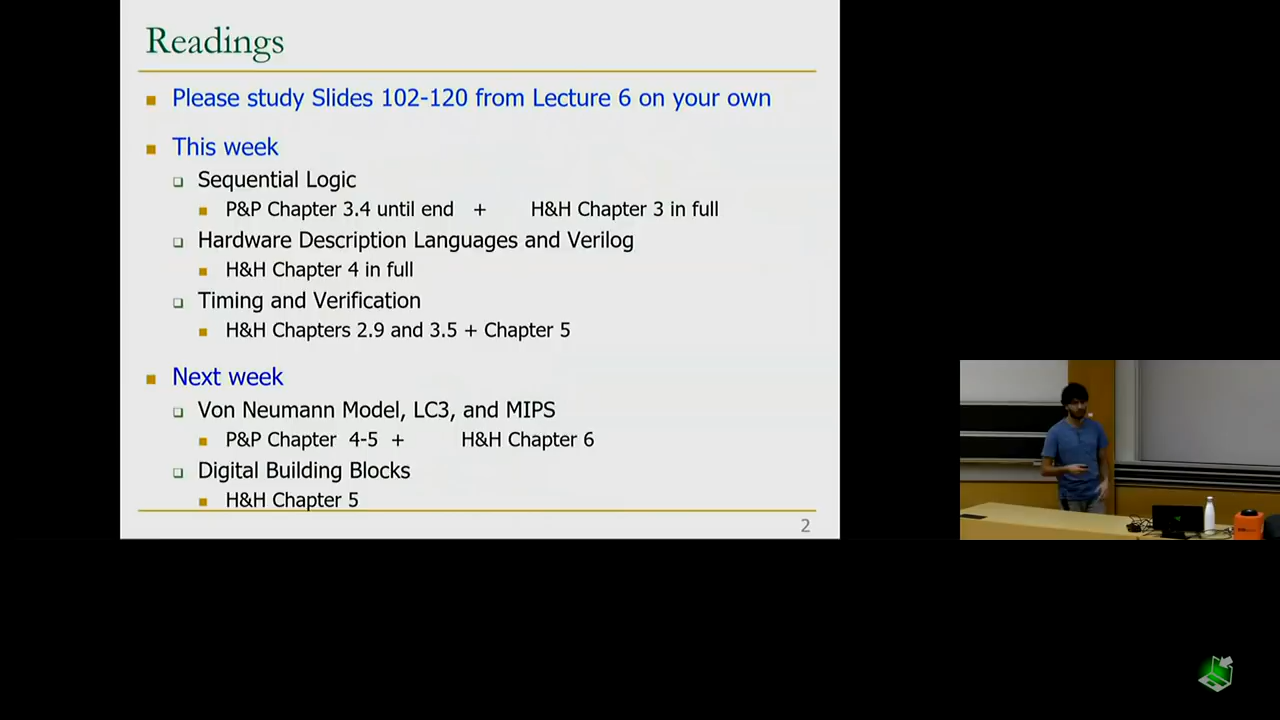 Readings
Please study Slides 102-120 from Lecture 6 on your own
This week
Sequential Logic
P&P Chapter 3.4 until end + H&H Chapter 3 in full
Hardware Description Languages and Verilog
H&H Chapter 4 in full
Timing and Verification
H&H Chapters 2.9 and 3.5 + Chapter 5
Next week
Von Neumann Model, LC3, and MIPS
P&P Chapter 4-5 + H&H Chapter 6
Digital Building Blocks
H&H Chapter 5
2